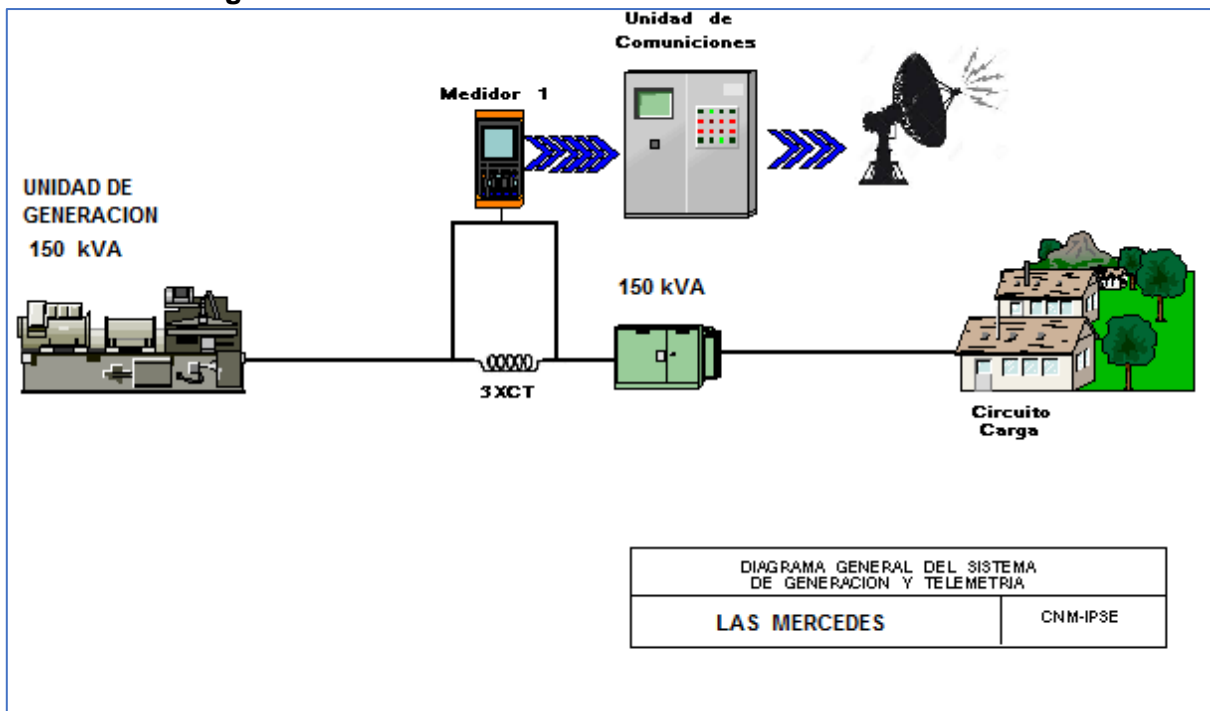 Unidad de
Comuniciones
Medidor 1
UNIDAD DE
GENERACION
150 kVA
150 kVA
3XCT
Circuito
Carga
DIAGRAMA GENERAL DEL SISTEMA
DE GENERACION Y TELEMETRIA
LAS MERCEDES
CNM-IPSE